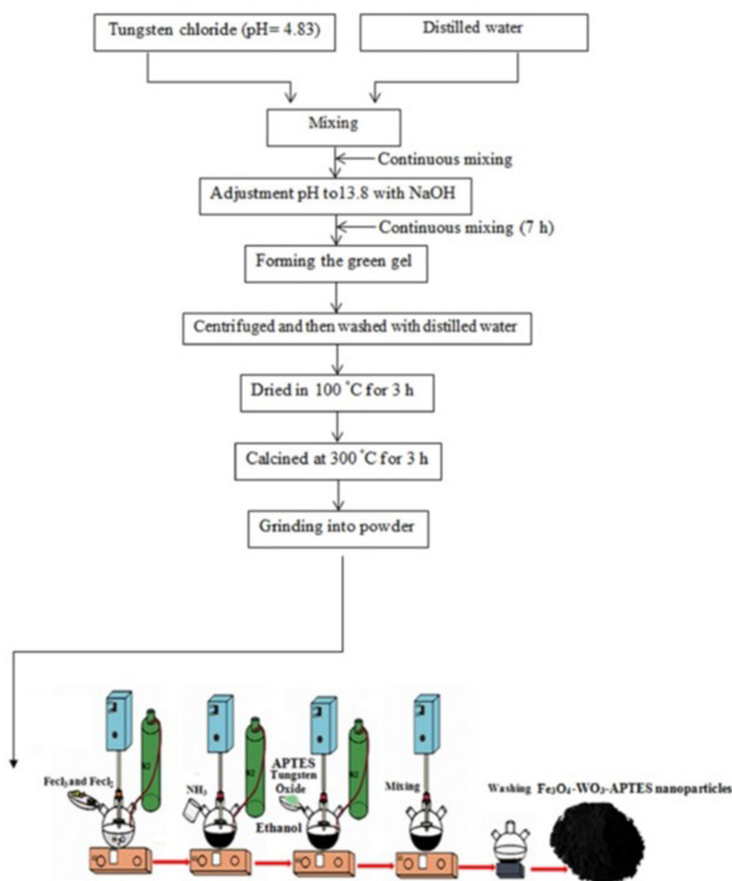 Tungsten chloride (pH= 4.83)
Distilled water
Mixing
Continuous mixing
Adjustment pH to13.8 with NaOH
Continuous mixing (7 h)
Forming the green gel
Centrifuged and then washed with distilled water
Dried in 100 °C for 3 h
Calcined at 300 °C for 3 h
Grinding into powder
Fecl₃ and Fecl₂
N2
H₂O
NH₃
N2
APTES
Tungsten
Oxide
Ethanol
N2
Mixing
Washing
Fe₃O₄-WO₃-APTES nanoparticles